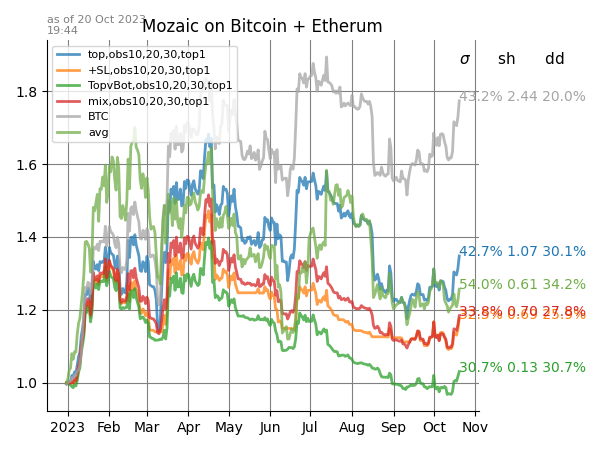 as of 20 Oct 2023
19:44
Mozaic on Bitcoin + Etherum
top,obs10,20,30,top1
+SL,obs10,20,30,top1
TopvBot,obs10,20,30,top1
mix,obs10,20,30,top1
BTC
avg
σ sh dd
43.2% 2.44 20.0%
42.7% 1.07 30.1%
54.0% 0.61 34.2%
33.8% 0.70 27.8%
30.7% 0.13 30.7%
1.8
1.6
1.4
1.2
1.0
2023 Feb Mar Apr May Jun Jul Aug Sep Oct Nov